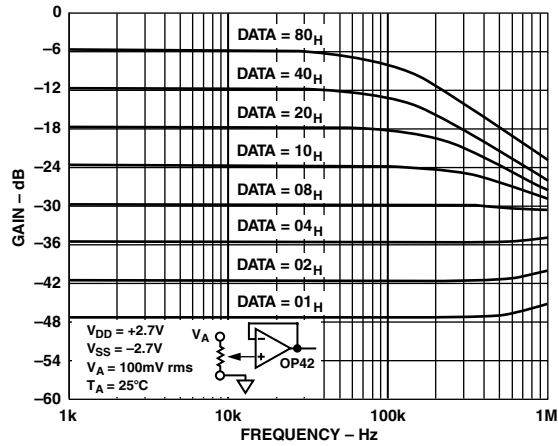 0
–6
–12
–18
–24
–30
–36
–42
–48
–54
–60
GAIN – dB
DATA = 80H
DATA = 40H
DATA = 20H
DATA = 10H
DATA = 08H
DATA = 04H
DATA = 02H
DATA = 01H
VDD = +2.7V
VSS = –2.7V
VA = 100mV rms
TA = 25°C
VA
–
+
OP42
1k
10k
100k
1M
FREQUENCY – Hz